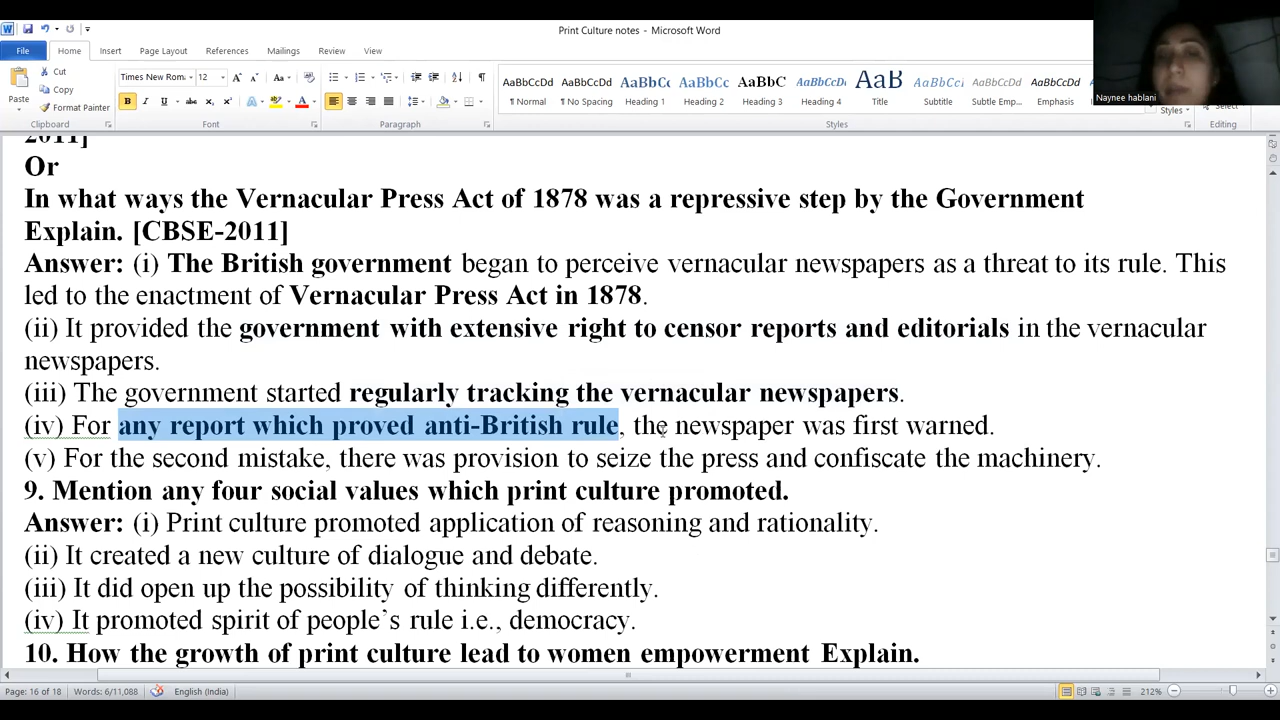 Print Culture notes - Microsoft Word
File Home Insert Page Layout References Mailings Review View
Cut
Copy
Format Painter
Paste
Clipboard
Times New Rom 12
Font
Paragraph
AaBbCcDd AaBbCcDd AaBbCc AaBbCc AaBbC AaBbCcDc AaB AaBbCcI AaBbCcDd AaBbCcDd
¶ Normal ¶ No Spacing Heading 1 Heading 2 Heading 3 Heading 4 Title Subtitle Subtle Emp... Emphasis
Styles
Styles
Select
Editing
Naynee hablani
2011]
Or
In what ways the Vernacular Press Act of 1878 was a repressive step by the Government
Explain. [CBSE-2011]
Answer: (i) The British government began to perceive vernacular newspapers as a threat to its rule. This
led to the enactment of Vernacular Press Act in 1878.
(ii) It provided the government with extensive right to censor reports and editorials in the vernacular
newspapers.
(iii) The government started regularly tracking the vernacular newspapers.
(iv) For any report which proved anti-British rule, the newspaper was first warned.
(v) For the second mistake, there was provision to seize the press and confiscate the machinery.
9. Mention any four social values which print culture promoted.
Answer: (i) Print culture promoted application of reasoning and rationality.
(ii) It created a new culture of dialogue and debate.
(iii) It did open up the possibility of thinking differently.
(iv) It promoted spirit of people’s rule i.e., democracy.
10. How the growth of print culture lead to women empowerment Explain.
Page: 16 of 18 Words: 6/11,088 English (India) 212%